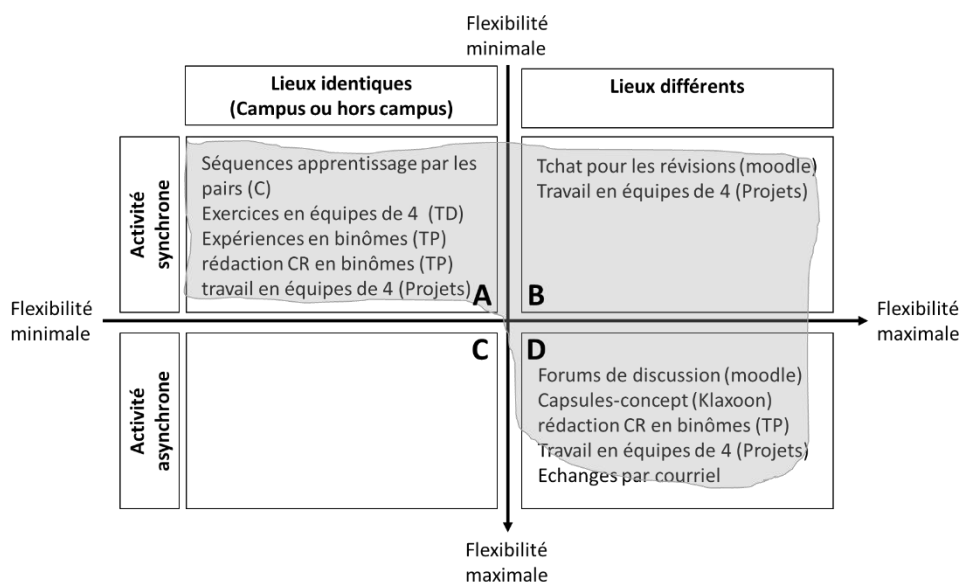 Flexibilité
minimale
Lieux identiques
(Campus ou hors campus)
Lieux différents
Activité
synchrone
Séquences apprentissage par les
pairs (C)
Exercices en équipes de 4 (TD)
Expériences en binômes (TP)
rédaction CR en binômes (TP)
travail en équipes de 4 (Projets)
A
Tchat pour les révisions (moodle)
Travail en équipes de 4 (Projets)
B
Flexibilité
minimale
Flexibilité
maximale
Activité
asynchrone
C
D
Forums de discussion (moodle)
Capsules-concept (Klaxoon)
rédaction CR en binômes (TP)
Travail en équipes de 4 (Projets)
Echanges par courriel
Flexibilité
maximale